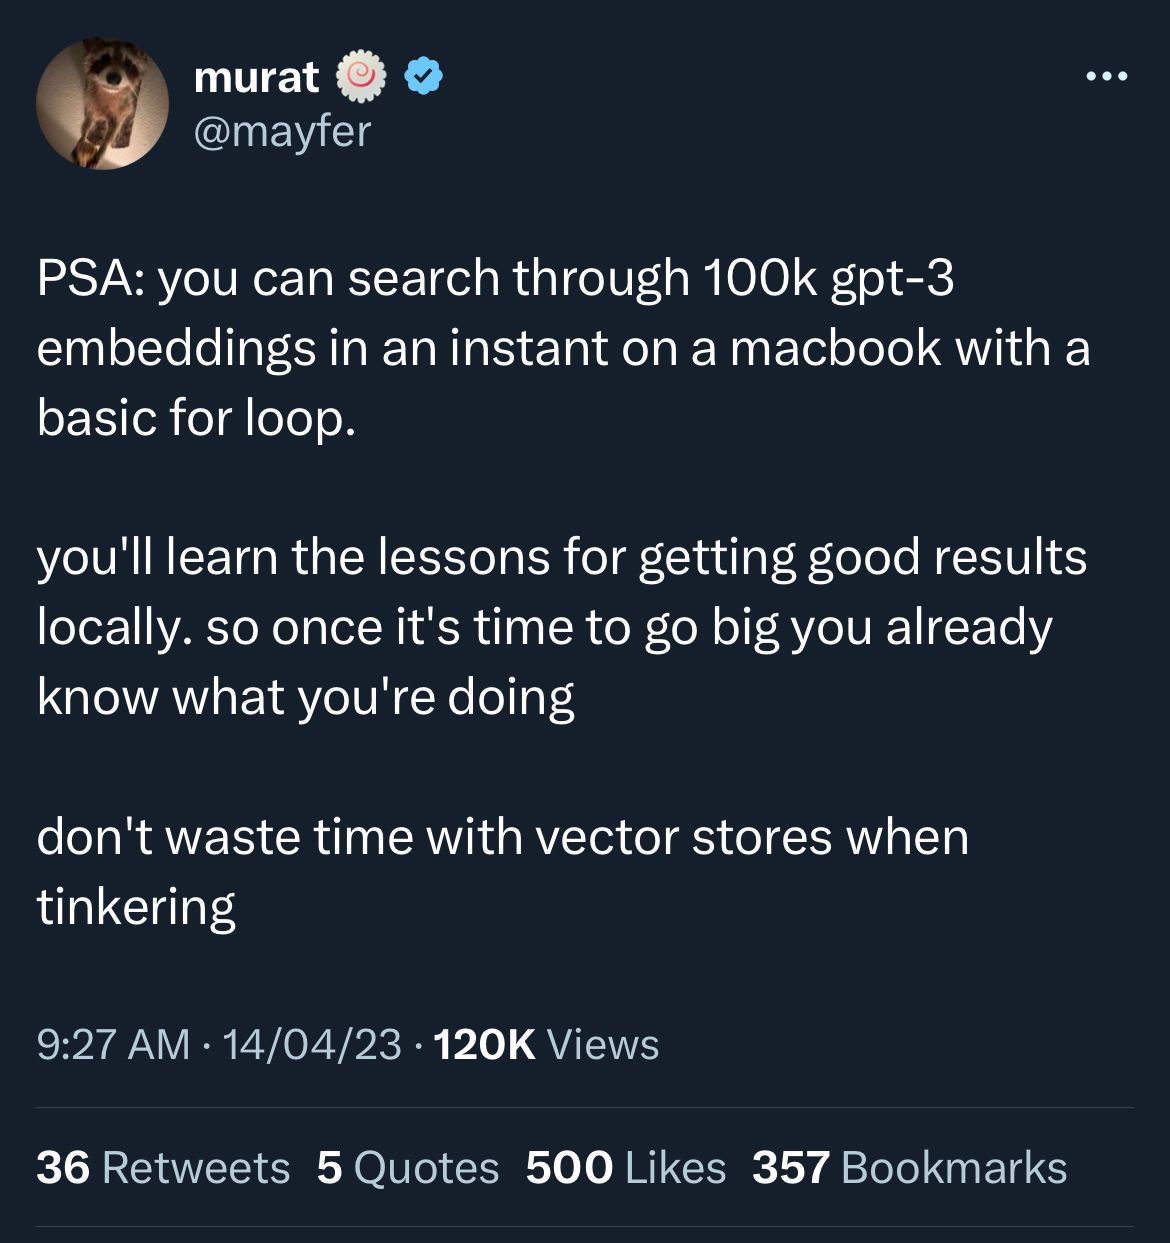 murat 🍥
@mayfer
PSA: you can search through 100k gpt-3
embeddings in an instant on a macbook with a
basic for loop.
you'll learn the lessons for getting good results
locally. so once it's time to go big you already
know what you're doing
don't waste time with vector stores when
tinkering
9:27 AM · 14/04/23 · 120K Views
36 Retweets 5 Quotes 500 Likes 357 Bookmarks